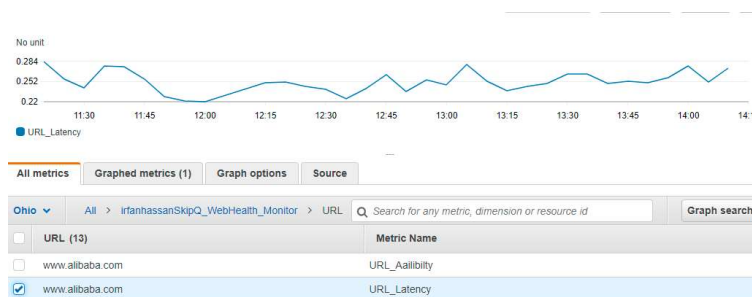 No unit
0.284
0.252
0.22
11:30 11:45 12:00 12:15 12:30 12:45 13:00 13:15 13:30 13:45 14:00
URL_Latency
All metrics Graphed metrics (1) Graph options Source
Ohio All > irfanhassanSkipQ_WebHealth_Monitor > URL Search for any metric, dimension or resource id Graph search
URL (13) Metric Name
www.alibaba.com URL_Aailibilty
www.alibaba.com URL_Latency